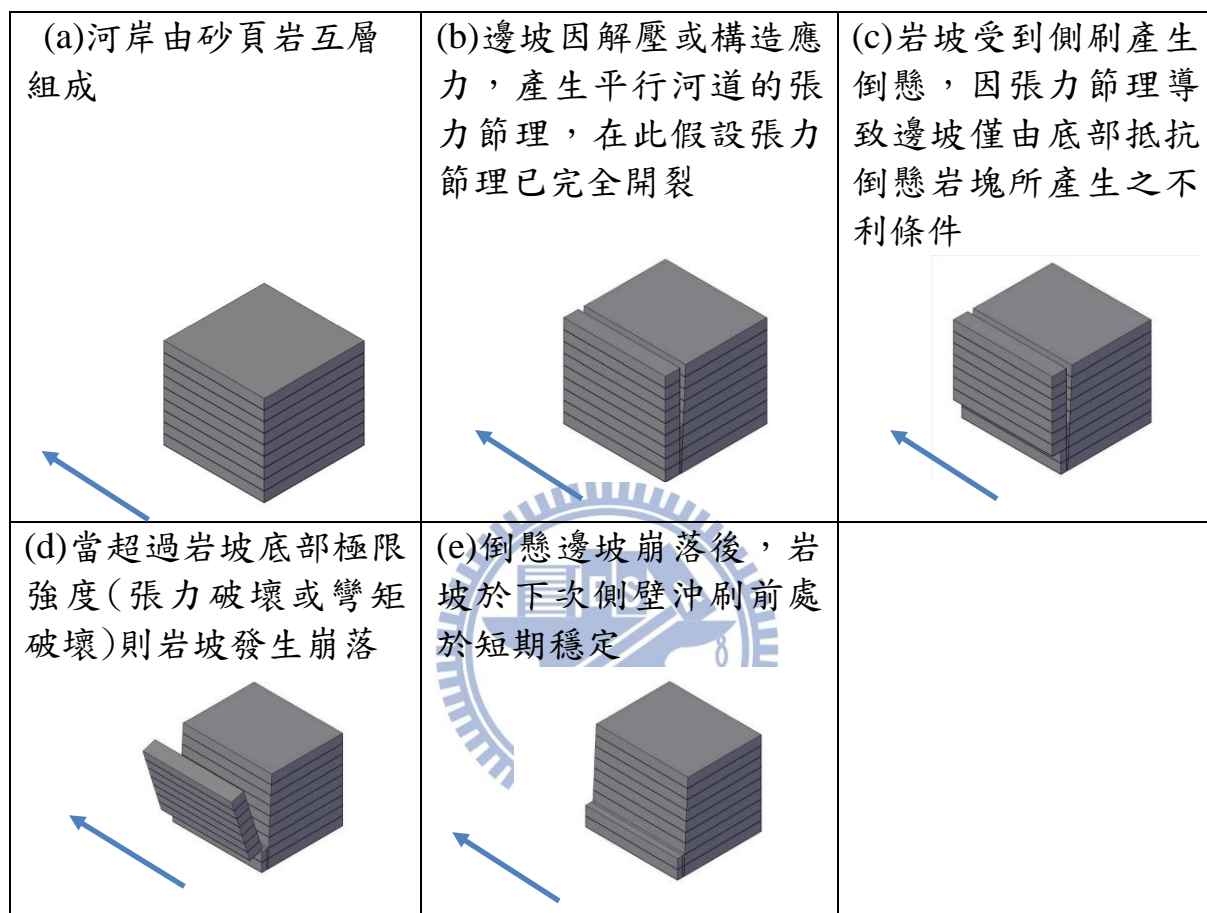 (a)河岸由砂頁岩互層
組成
(b)邊坡因解壓或構造應
力，產生平行河道的張
力節理，在此假設張力
節理已完全開裂
(c)岩坡受到側刷產生
倒懸，因張力節理導
致邊坡僅由底部抵抗
倒懸岩塊所產生之不
利條件
(d)當超過岩坡底部極限
強度(張力破壞或彎矩
破壞)則岩坡發生崩落
(e)倒懸邊坡崩落後，岩
坡於下次側壁沖刷前處
於短期穩定